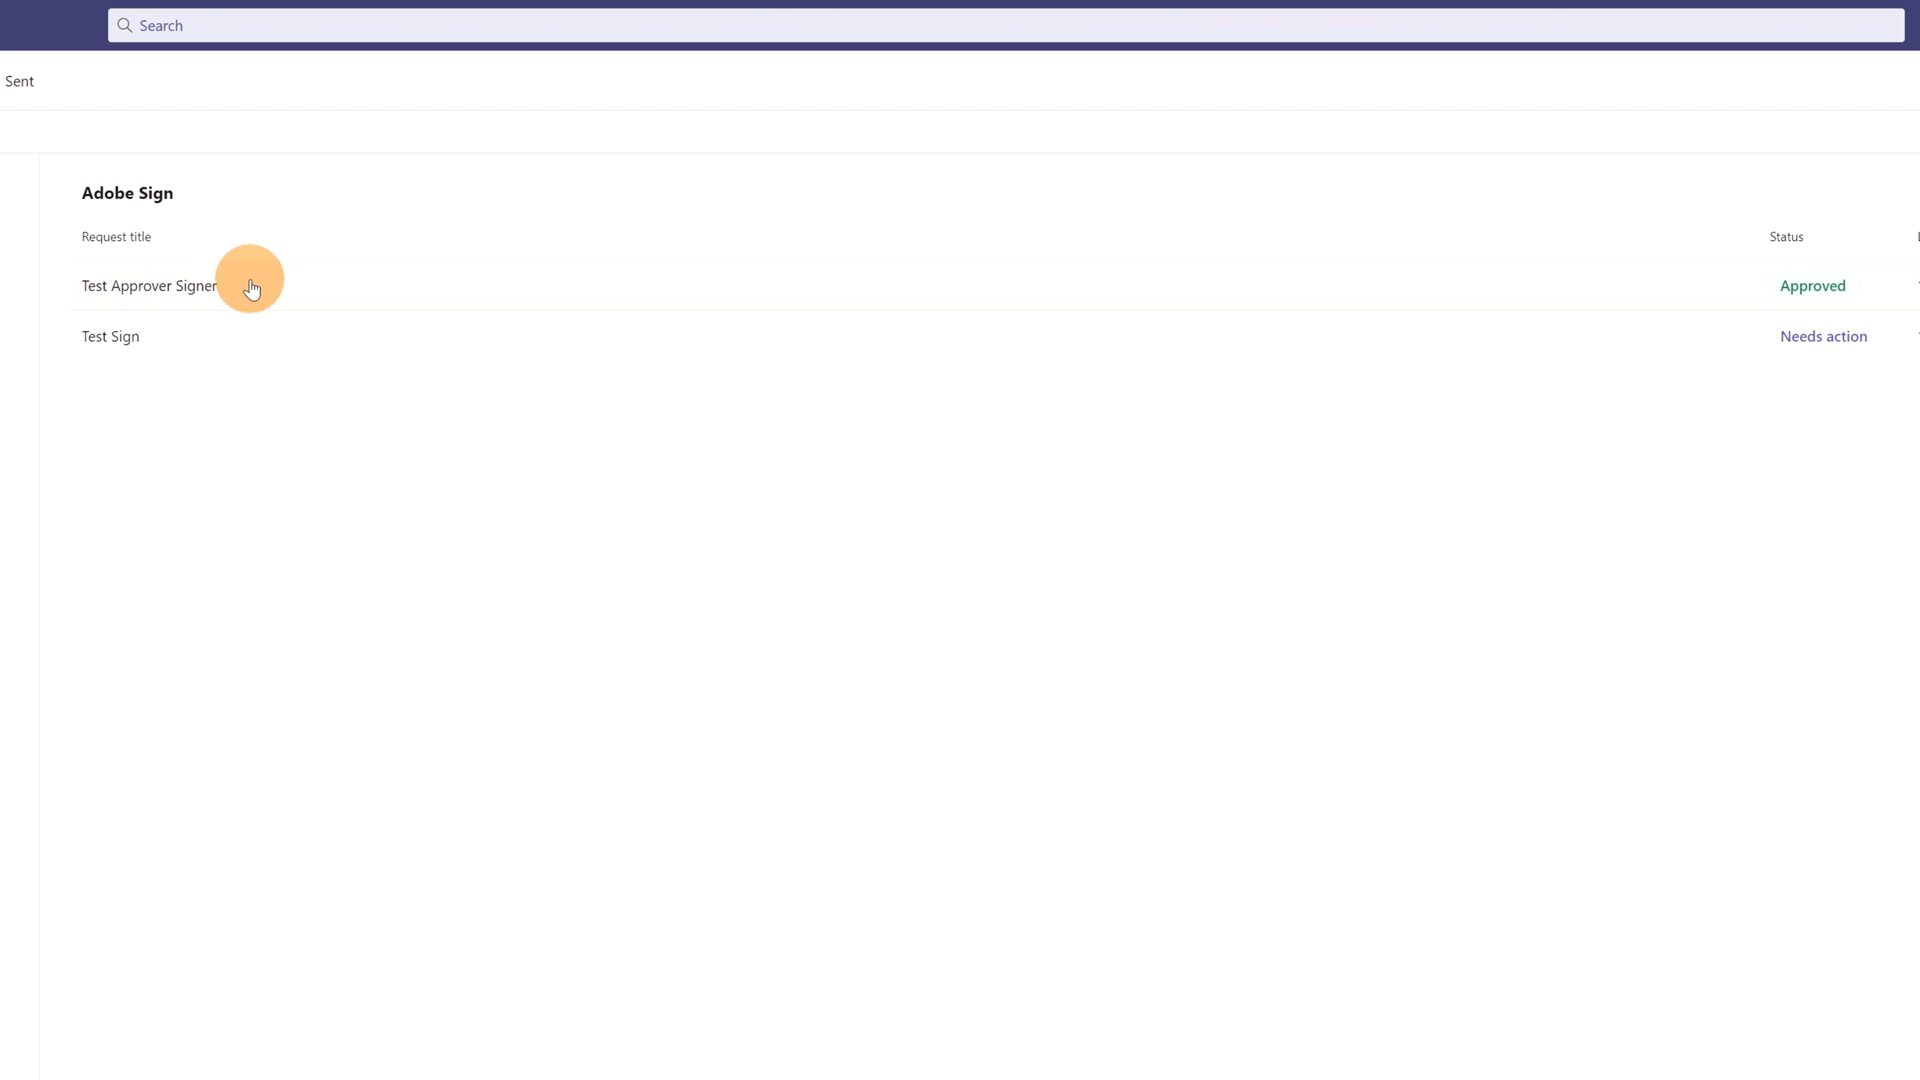 Search
Sent
Adobe Sign
Request title Status
Test Approver Signer Approved
Test Sign Needs action